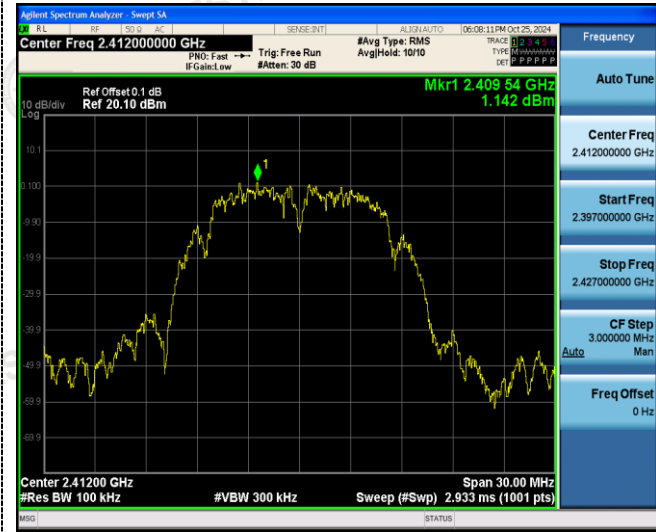 Agilent Spectrum Analyzer - Swept SA
RL RF 50 Ω AC SENSE:INT ALIGN AUTO 06:08:11 PM Oct 25, 2024
Center Freq 2.412000000 GHz
PNO: Fast
IFGain:Low
Trig: Free Run
#Atten: 30 dB
#Avg Type: RMS
Avg|Hold: 10/10
TRACE 1 2 3 4 5 6
TYPE M
DET P P P P P P
Ref Offset 0.1 dB
10 dB/div Ref 20.10 dBm
Log
Mkr1 2.409 54 GHz
1.142 dBm
1
10.1
0.100
-9.90
-19.9
-29.9
-39.9
-49.9
-59.9
-69.9
Center 2.41200 GHz Span 30.00 MHz
#Res BW 100 kHz #VBW 300 kHz Sweep (#Swp) 2.933 ms (1001 pts)
MSG STATUS
Frequency
Auto Tune
Center Freq
2.412000000 GHz
Start Freq
2.397000000 GHz
Stop Freq
2.427000000 GHz
CF Step
3.000000 MHz
Auto Man
Freq Offset
0 Hz